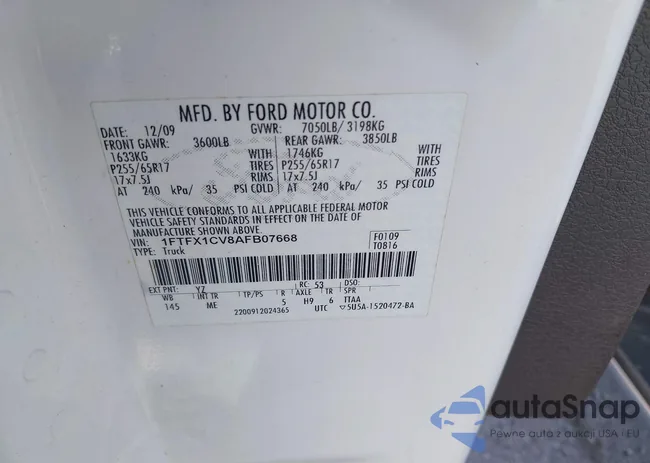 MFD. BY FORD MOTOR CO.
DATE: 12/09 GVWR: 7050LB/ 3198KG
FRONT GAWR: 3600LB REAR GAWR: 3850LB
1633KG WITH 1746KG WITH
P255/65R17 TIRES P255/65R17 TIRES
17x7.5J RIMS 17x7.5J RIMS
AT 240 kPa/ 35 PSI COLD AT 240 kPa/ 35 PSI COLD
THIS VEHICLE CONFORMS TO ALL APPLICABLE FEDERAL MOTOR
VEHICLE SAFETY STANDARDS IN EFFECT ON THE DATE OF
MANUFACTURE SHOWN ABOVE.
VIN: 1FTFX1CV8AFB07668 F0109
TYPE: Truck T0816
EXT PNT: YZ RC: 53 DSO:
WB INT TR TP/PS R AXLE TR SPR
145 ME 5 H9 6 TTAA
2200912024365 UTC ▽5U5A-1520472-BA
autaSnap
Pewne auta z aukcji USA i EU